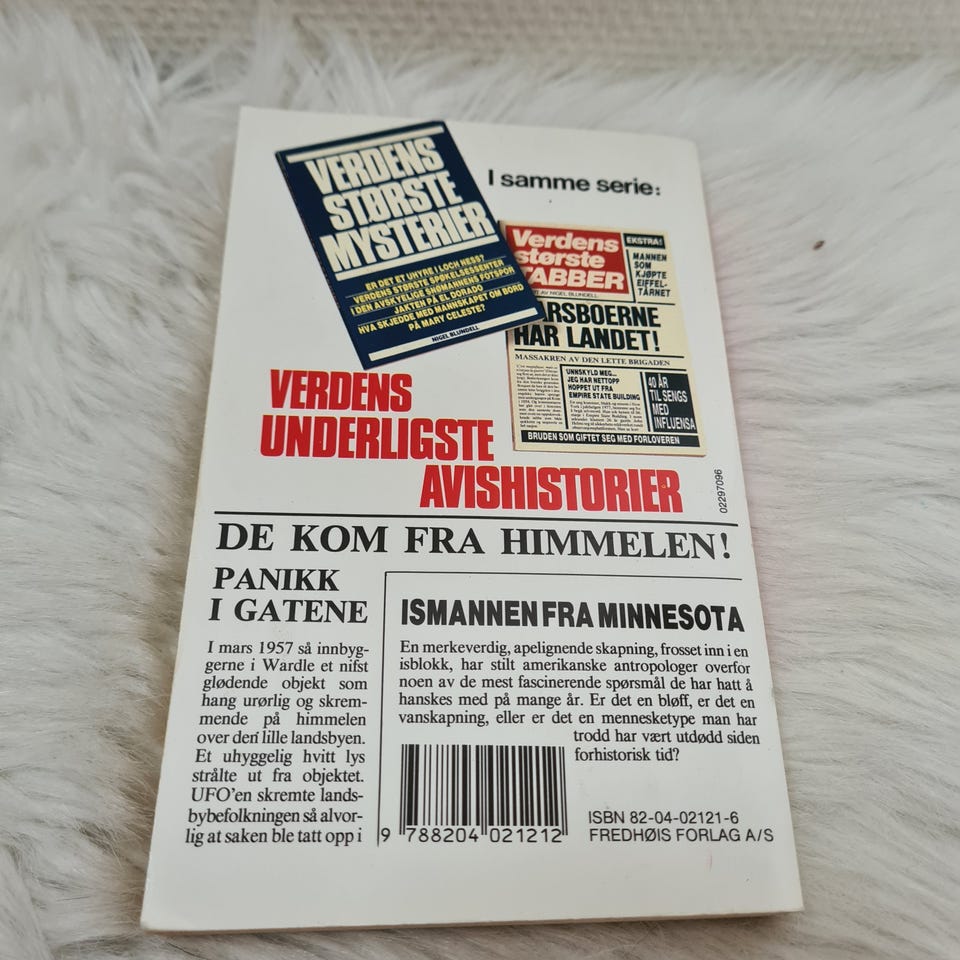 VERDENS
STØRSTE
MYSTERIER
ER DET ET UHYRE I LOCH NESS?
VERDENS STØRSTE SPØKELSESSENTER
I DEN AVSKYELIGE SNØMANNENS FOTSPOR
JAKTEN PÅ EL DORADO
HVA SKJEDDE MED MANNSKAPET OM BORD
PÅ MARY CELESTE?
NIGEL BLUNDELL
I samme serie:
Verdens
største
TABBER
AV NIGEL BLUNDELL
EKSTRA!
MANNEN
SOM
KJØPTE
EIFFEL-
TÅRNET
ARSBOERNE
HAR LANDET!
MASSAKREN AV DEN LETTE BRIGADEN
UNNSKYLD MEG...
JEG HAR NETTOPP
HOPPET UT FRA
EMPIRE STATE BUILDING
40 ÅR
TIL SENGS
MED
INFLUENSA
BRUDEN SOM GIFTET SEG MED FORLOVEREN
VERDENS
UNDERLIGSTE
AVISHISTORIER
02297096
DE KOM FRA HIMMELEN!
PANIKK
I GATENE
I mars 1957 så innbyg-
gerne i Wardle et nifst
glødende objekt som
hang urørlig og skrem-
mende på himmelen
over den lille landsbyen.
Et uhyggelig hvitt lys
strålte ut fra objektet.
UFO'en skremte lands-
bybefolkningen så alvor-
lig at saken ble tatt opp i
ISMANNEN FRA MINNESOTA
En merkeverdig, apelignende skapning, frosset inn i en
isblokk, har stilt amerikanske antropologer overfor
noen av de mest fascinerende spørsmål de har hatt å
hanskes med på mange år. Er det en bløff, er det en
vanskapning, eller er det en mennesketype man har
trodd har vært utdødd siden
forhistorisk tid?
9 788204 021212
ISBN 82-04-02121-6
FREDHØIS FORLAG A/S